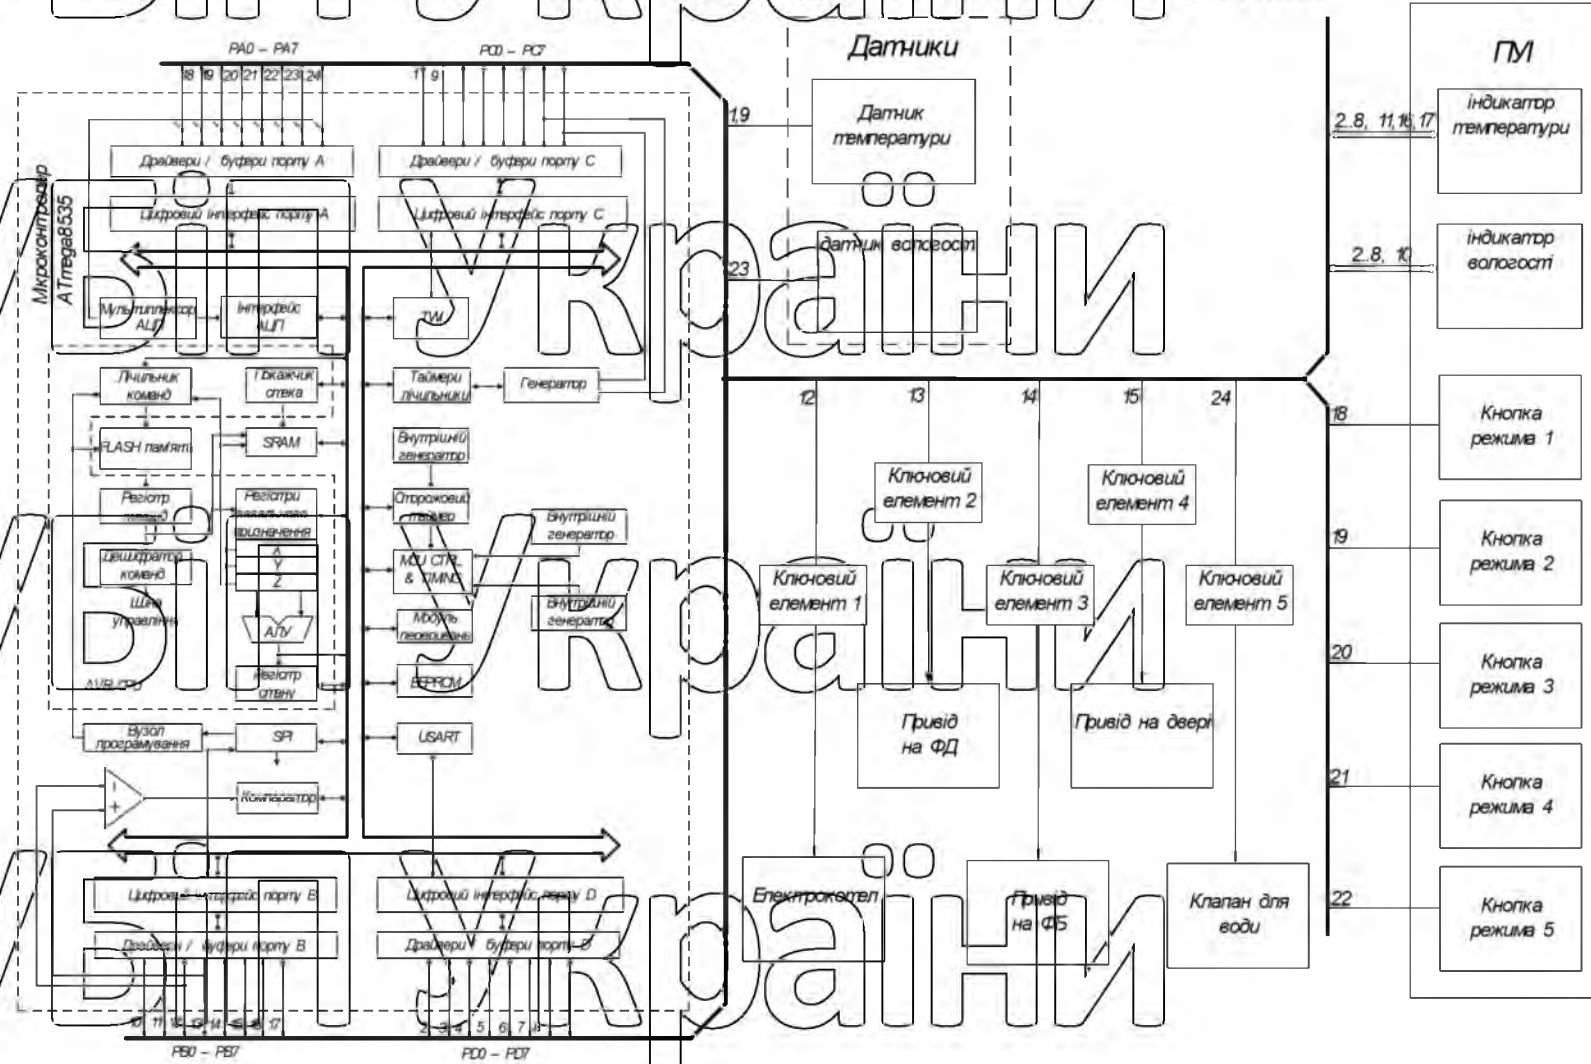 PA0 – PA7
PC0 – PC7
18 19 20 21 22 23 24
1 9
Драйвери / буфери порту A
Драйвери / буфери порту C
Цифровий інтерфейс порту A
Цифровий інтерфейс порту C
Мкроконтролер
ATmega8535
Мультиплексор
АЦП
Інтерфейс
АЦП
TWI
Лічильник
команд
Покажчик
стека
Таймери
лічильники
Генератор
FLASH пам'яті
SRAM
Внутрішній
генератор
Регістр
команд
Регістри
призначення
X
Y
Z
Сторожовий
таймер
Внутрішній
генератор
Дешифратор
команд
MCU CTRL
& TIMING
Шина
управління
АЛУ
Модуль
переривань
Внутрішній
генератор
AVR CPU
Регістр
стану
EEPROM
Вузол
програмування
SPI
USART
–
+
Компаратор
Цифровий інтерфейс порту B
Цифровий інтерфейс порту D
Драйвери / буфери порту B
Драйвери / буфери порту D
10 11 12 13 14 15 16 17
2 3 4 5 6 7 8
PB0 – PB7
PD0 – PD7
Датчики
1,9
Датчик
температури
23
датчик вологості
12
13
14
15
24
Ключовий
елемент 2
Ключовий
елемент 4
Ключовий
елемент 1
Ключовий
елемент 3
Ключовий
елемент 5
Привід
на ФД
Привід на двері
Електрокотел
Привід
на ФБ
Клапан для
води
ПУІ
2..8, 11,16,17
індикатор
температури
2..8, 10
індикатор
вологості
18
Кнопка
режима 1
19
Кнопка
режима 2
20
Кнопка
режима 3
21
Кнопка
режима 4
22
Кнопка
режима 5
України
України
України